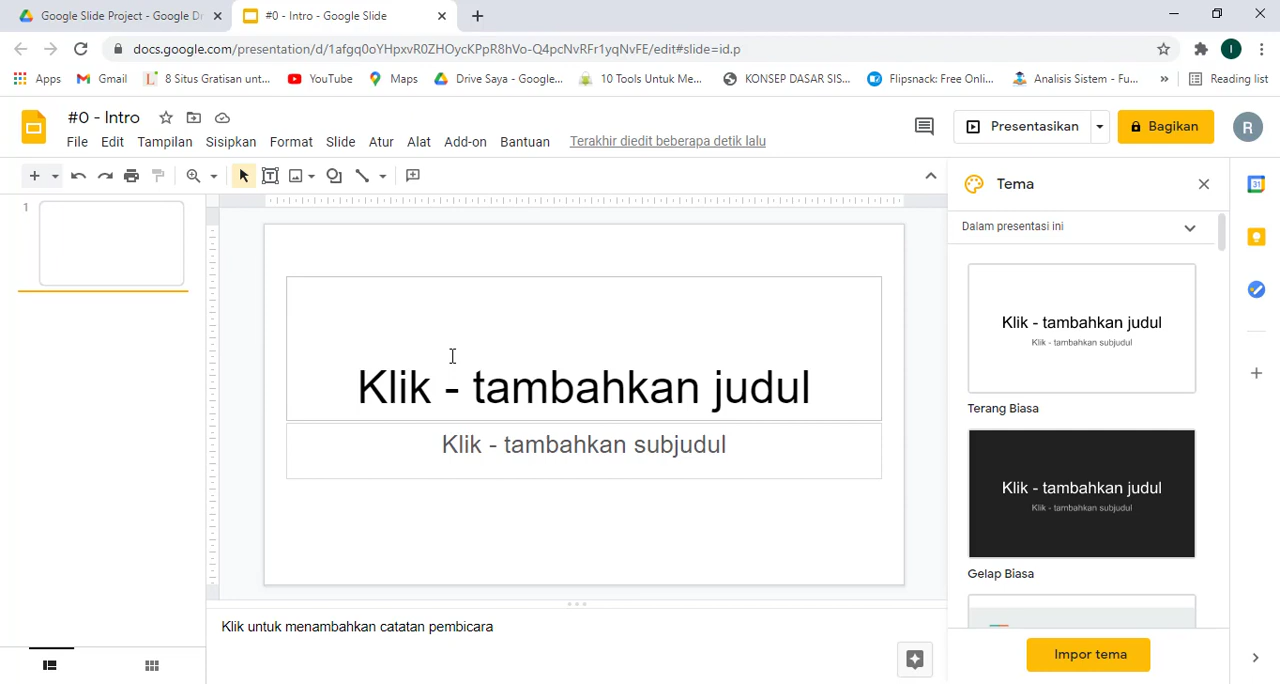 Google Slide Project - Google Dr
#0 - Intro - Google Slide
docs.google.com/presentation/d/1afgq0oYHpxvR0ZHOycKPpR8hVo-Q4pcNvRFr1yqNvFE/edit#slide=id.p
I
Apps
Gmail
8 Situs Gratisan unt...
YouTube
Maps
Drive Saya - Google...
10 Tools Untuk Me...
KONSEP DASAR SIS...
Flipsnack: Free Onli...
Analisis Sistem - Fu...
Reading list
#0 - Intro
File Edit Tampilan Sisipkan Format Slide Atur Alat Add-on Bantuan
Terakhir diedit beberapa detik lalu
Presentasikan
Bagikan
R
1
Klik - tambahkan judul
Klik - tambahkan subjudul
Klik untuk menambahkan catatan pembicara
Tema
Dalam presentasi ini
Klik - tambahkan judul
Klik - tambahkan subjudul
Terang Biasa
Klik - tambahkan judul
Klik - tambahkan subjudul
Gelap Biasa
Impor tema
31